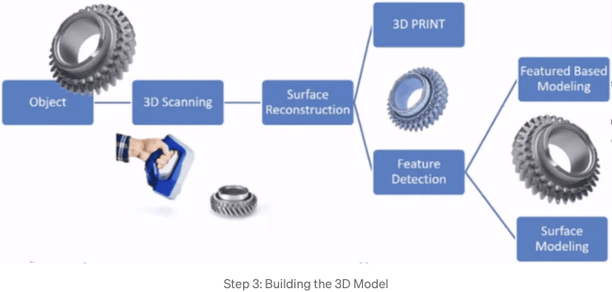 3D PRINT
Object
3D Scanning
Surface
Reconstruction
Featured Based
Modeling
Feature
Detection
Surface
Modeling
Step 3: Building the 3D Model